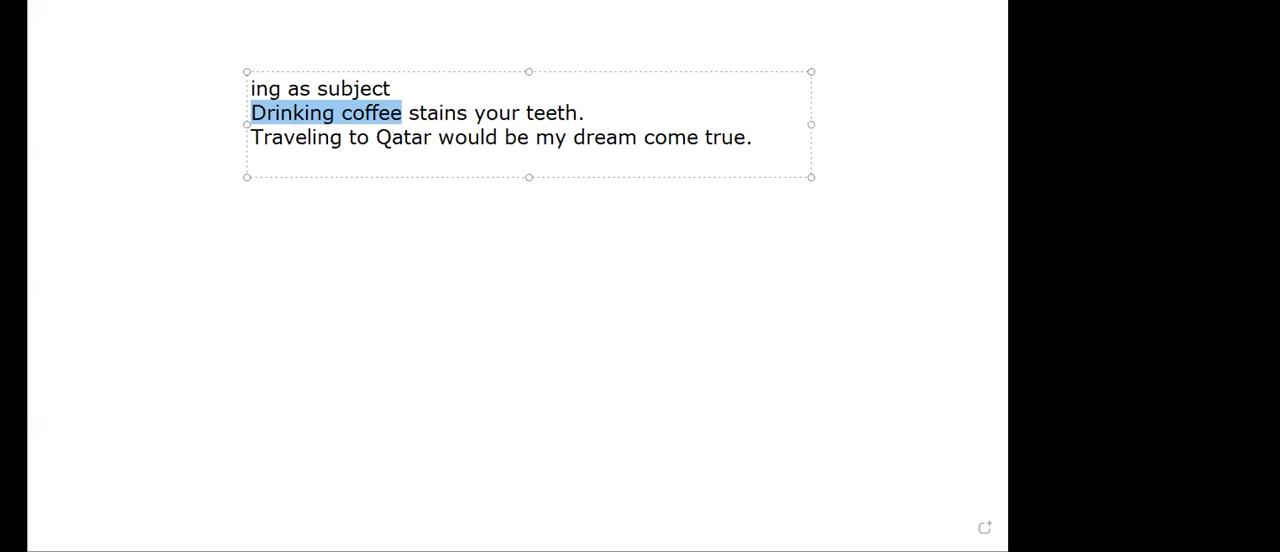 ing as subject
Drinking coffee stains your teeth.
Traveling to Qatar would be my dream come true.